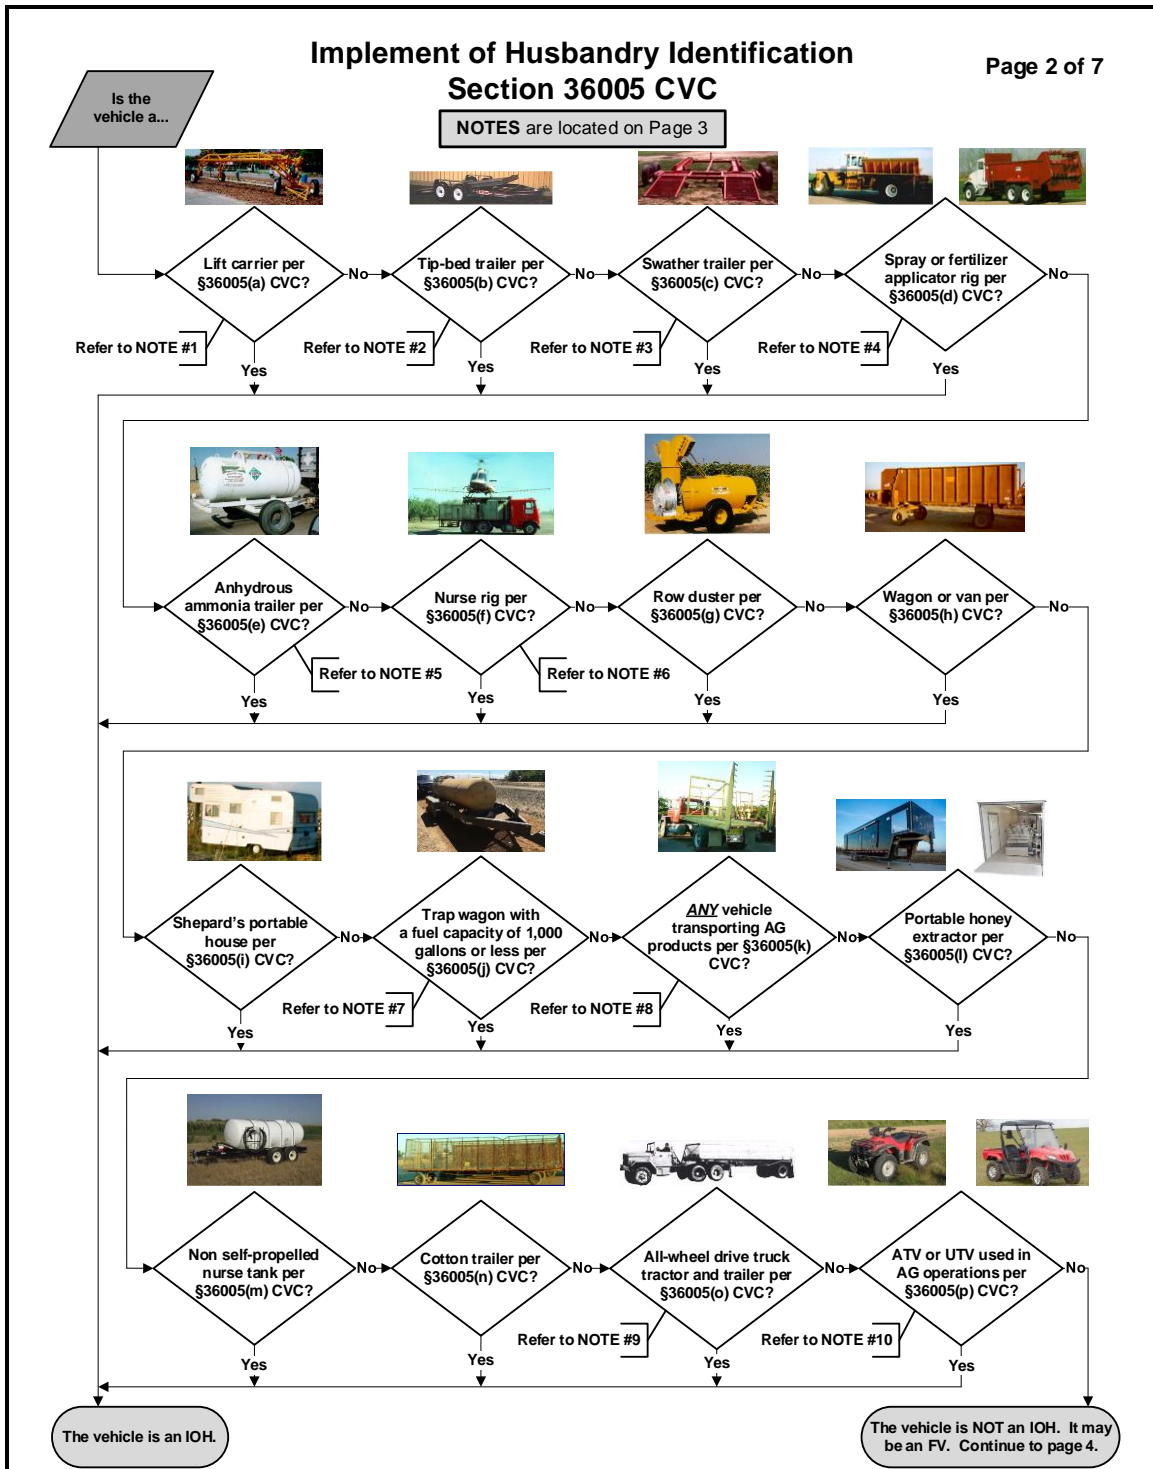 Implement of Husbandry Identification
Section 36005 CVC
Page 2 of 7
Is the
vehicle a...
NOTES are located on Page 3
Lift carrier per
§36005(a) CVC?
No
Tip-bed trailer per
§36005(b) CVC?
No
Swather trailer per
§36005(c) CVC?
No
Spray or fertilizer
applicator rig per
§36005(d) CVC?
No
Refer to NOTE #1
Refer to NOTE #2
Refer to NOTE #3
Refer to NOTE #4
Yes
Yes
Yes
Yes
Anhydrous
ammonia trailer per
§36005(e) CVC?
No
Nurse rig per
§36005(f) CVC?
No
Row duster per
§36005(g) CVC?
No
Wagon or van per
§36005(h) CVC?
No
Refer to NOTE #5
Refer to NOTE #6
Yes
Yes
Yes
Yes
Shepard's portable
house per
§36005(i) CVC?
No
Trap wagon with
a fuel capacity of 1,000
gallons or less per
§36005(j) CVC?
No
ANY vehicle
transporting AG
products per §36005(k)
CVC?
No
Portable honey
extractor per
§36005(l) CVC?
No
Refer to NOTE #7
Refer to NOTE #8
Yes
Yes
Yes
Yes
Non self-propelled
nurse tank per
§36005(m) CVC?
No
Cotton trailer per
§36005(n) CVC?
No
All-wheel drive truck
tractor and trailer per
§36005(o) CVC?
No
ATV or UTV used in
AG operations per
§36005(p) CVC?
No
Refer to NOTE #9
Refer to NOTE #10
Yes
Yes
Yes
Yes
The vehicle is an IOH.
The vehicle is NOT an IOH.  It may
be an FV.  Continue to page 4.